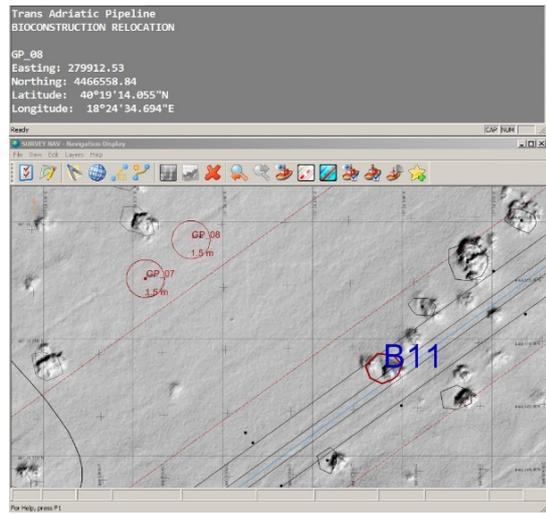 Trans Adriatic Pipeline
BIOCONSTRUCTION RELOCATION
GP_08
Easting: 279912.53
Northing: 4466558.84
Latitude: 40°19'14.055"N
Longitude: 18°24'34.694"E
Ready
CAP NUM
SURVEY NAV - Navigation Display
File View Edit Layers Help
GP_08
1.5 m
GP_07
1.5 m
B11
For Help, press F1